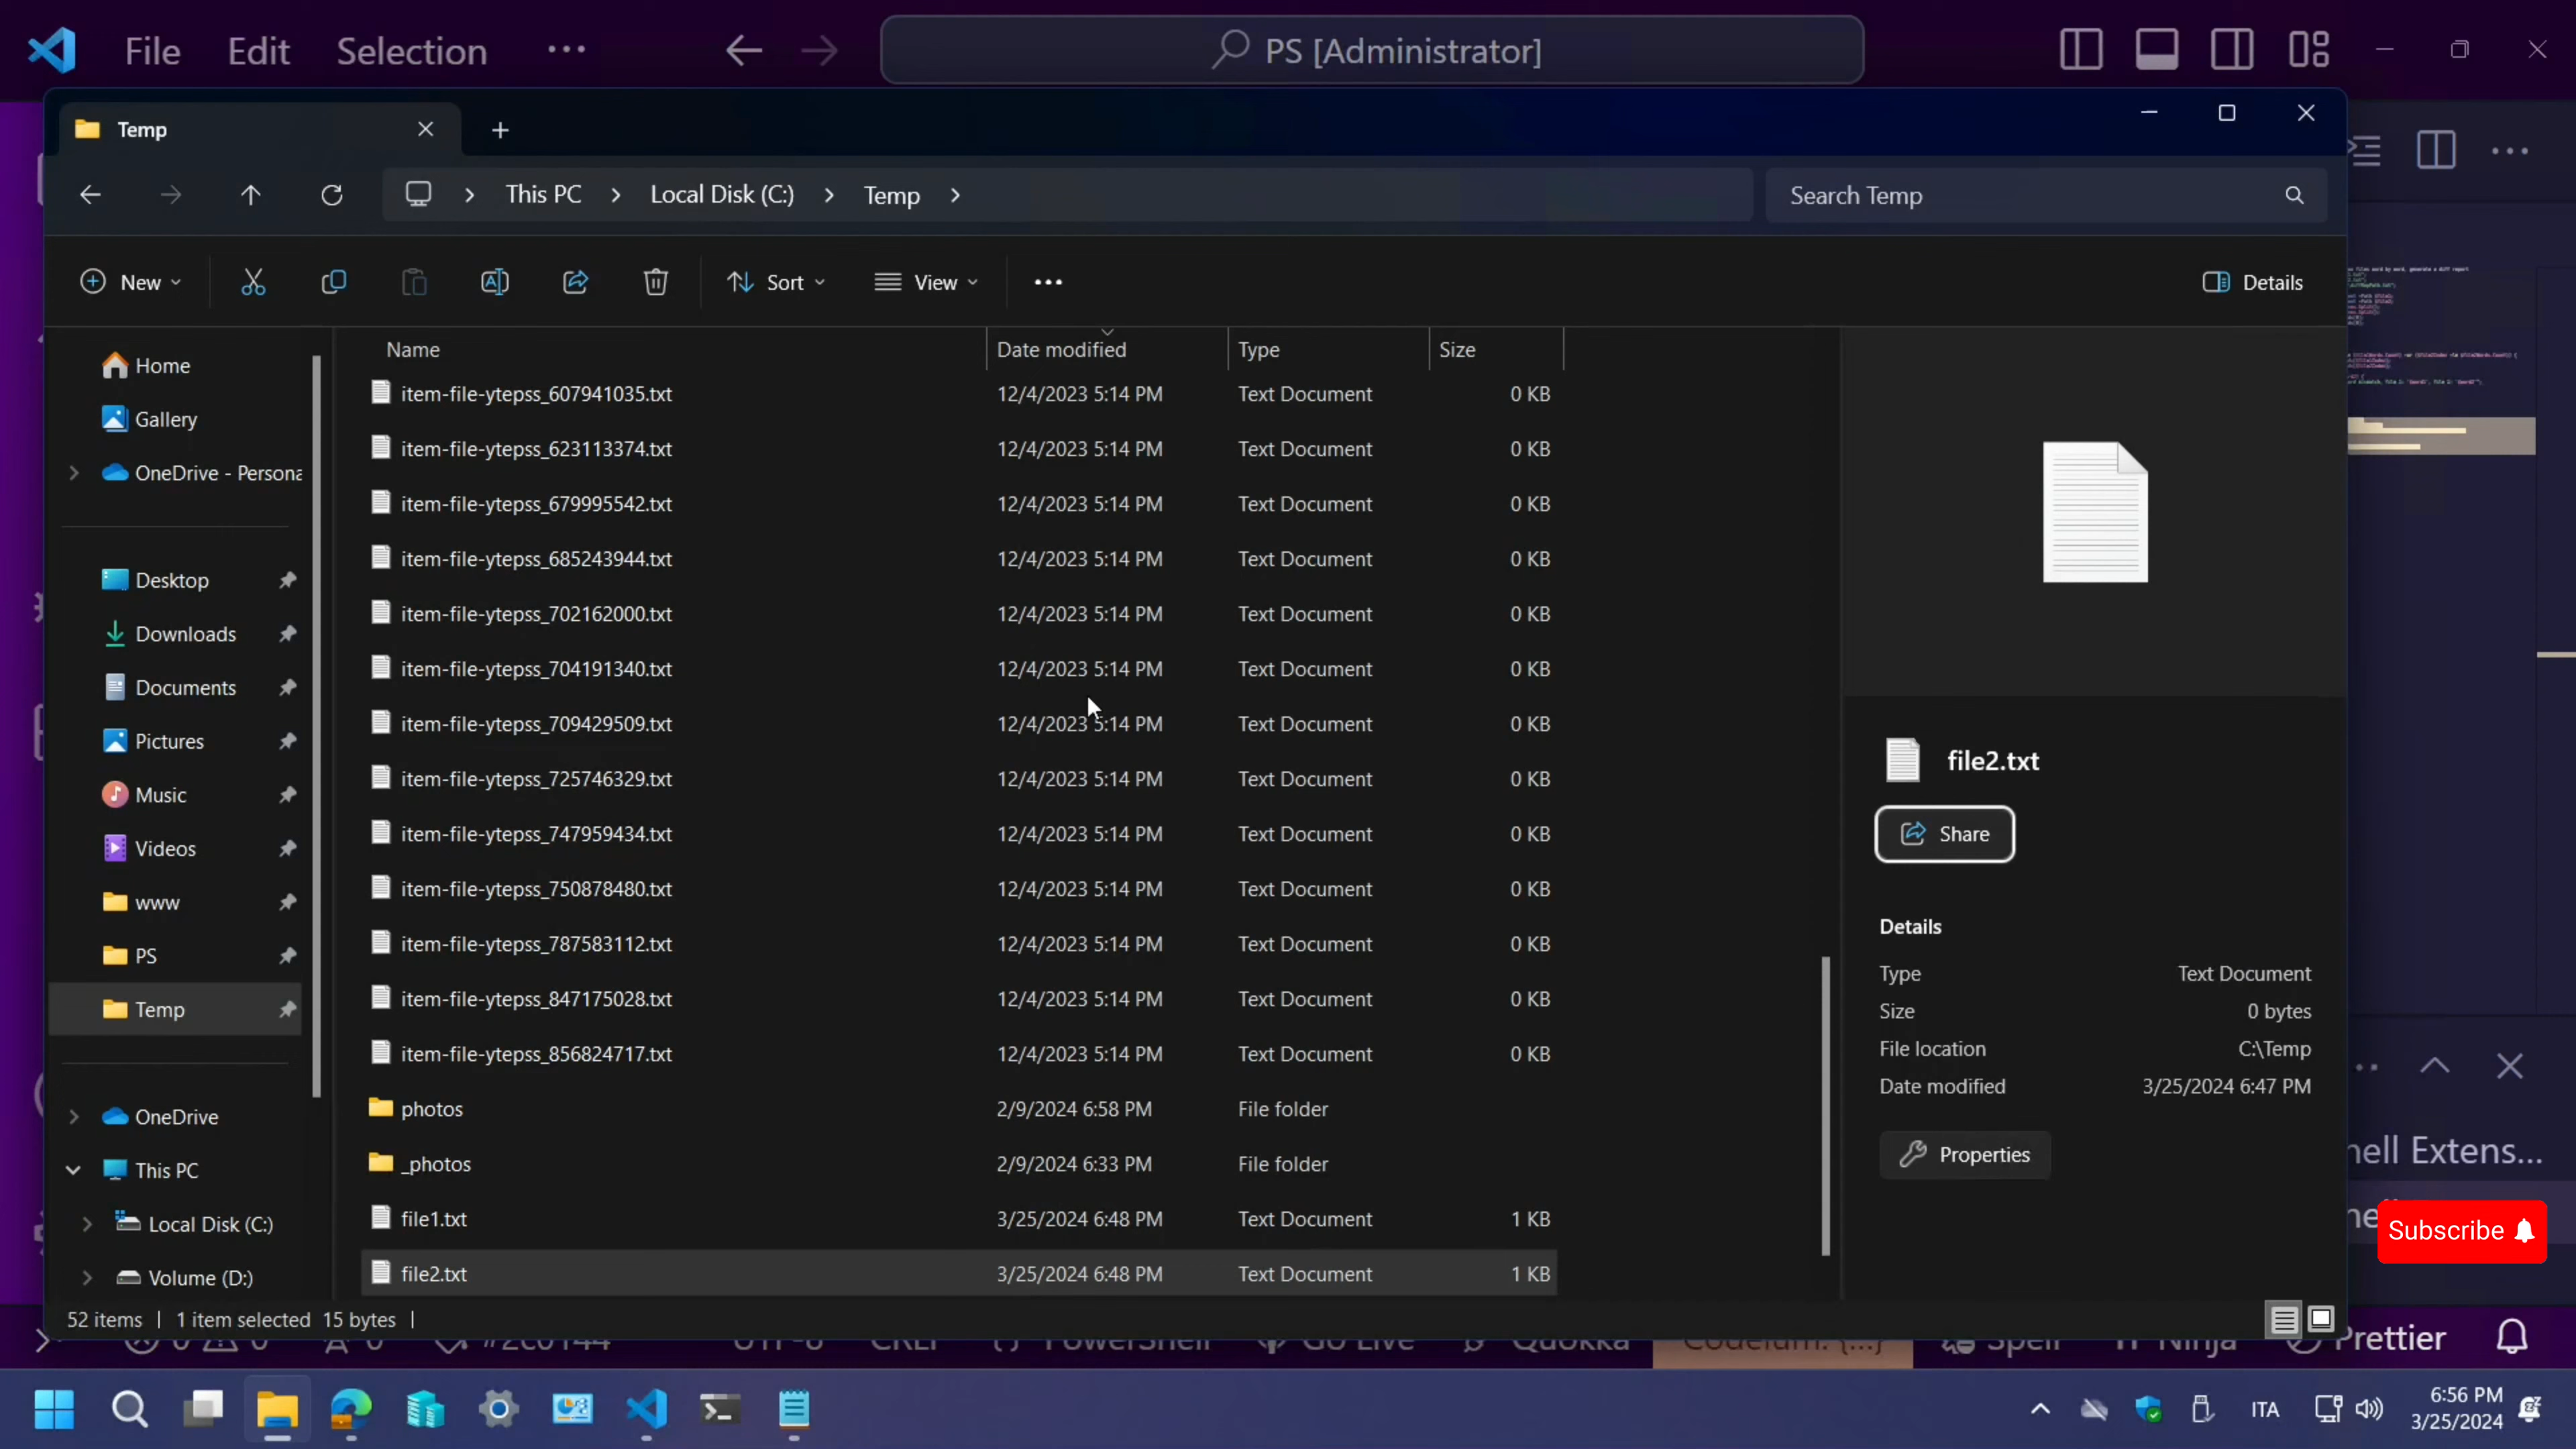 File Edit Selection ··· PS [Administrator]
Temp
This PC > Local Disk (C:) > Temp > Search Temp
New Sort View ··· Details
Name Date modified Type Size
item-file-ytepss_607941035.txt 12/4/2023 5:14 PM Text Document 0 KB
item-file-ytepss_623113374.txt 12/4/2023 5:14 PM Text Document 0 KB
item-file-ytepss_679995542.txt 12/4/2023 5:14 PM Text Document 0 KB
item-file-ytepss_685243944.txt 12/4/2023 5:14 PM Text Document 0 KB
item-file-ytepss_702162000.txt 12/4/2023 5:14 PM Text Document 0 KB
item-file-ytepss_704191340.txt 12/4/2023 5:14 PM Text Document 0 KB
item-file-ytepss_709429509.txt 12/4/2023 5:14 PM Text Document 0 KB
item-file-ytepss_725746329.txt 12/4/2023 5:14 PM Text Document 0 KB
item-file-ytepss_747959434.txt 12/4/2023 5:14 PM Text Document 0 KB
item-file-ytepss_750878480.txt 12/4/2023 5:14 PM Text Document 0 KB
item-file-ytepss_787583112.txt 12/4/2023 5:14 PM Text Document 0 KB
item-file-ytepss_847175028.txt 12/4/2023 5:14 PM Text Document 0 KB
item-file-ytepss_856824717.txt 12/4/2023 5:14 PM Text Document 0 KB
photos 2/9/2024 6:58 PM File folder
_photos 2/9/2024 6:33 PM File folder
file1.txt 3/25/2024 6:48 PM Text Document 1 KB
file2.txt 3/25/2024 6:48 PM Text Document 1 KB
Home
Gallery
OneDrive - Persona
Desktop
Downloads
Documents
Pictures
Music
Videos
www
PS
Temp
OneDrive
This PC
Local Disk (C:)
Volume (D:)
file2.txt
Share
Details
Type Text Document
Size 0 bytes
File location C:\Temp
Date modified 3/25/2024 6:47 PM
Properties
hell Extens...
Subscribe
52 items | 1 item selected 15 bytes |
#2c0144 UTF-8 CRLF PowerShell Go Live Quokka Codeium: {...} Spell Ninja Prettier
ITA
6:56 PM
3/25/2024